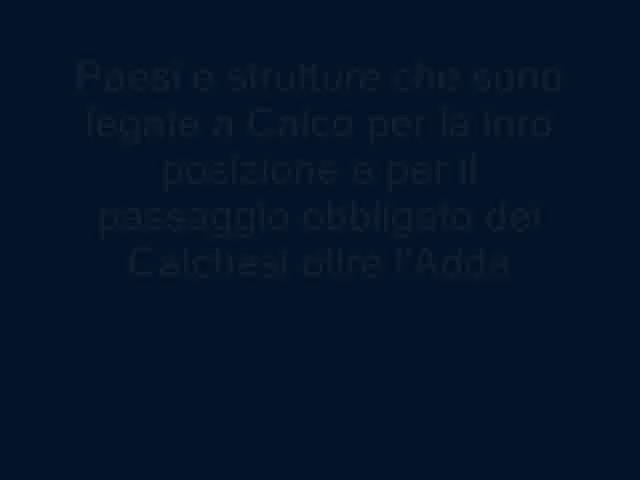 Paesi e strutture che sono
legate a Calco per la loro
posizione e per il
passaggio obbligato dei
Calchesi oltre l'Adda